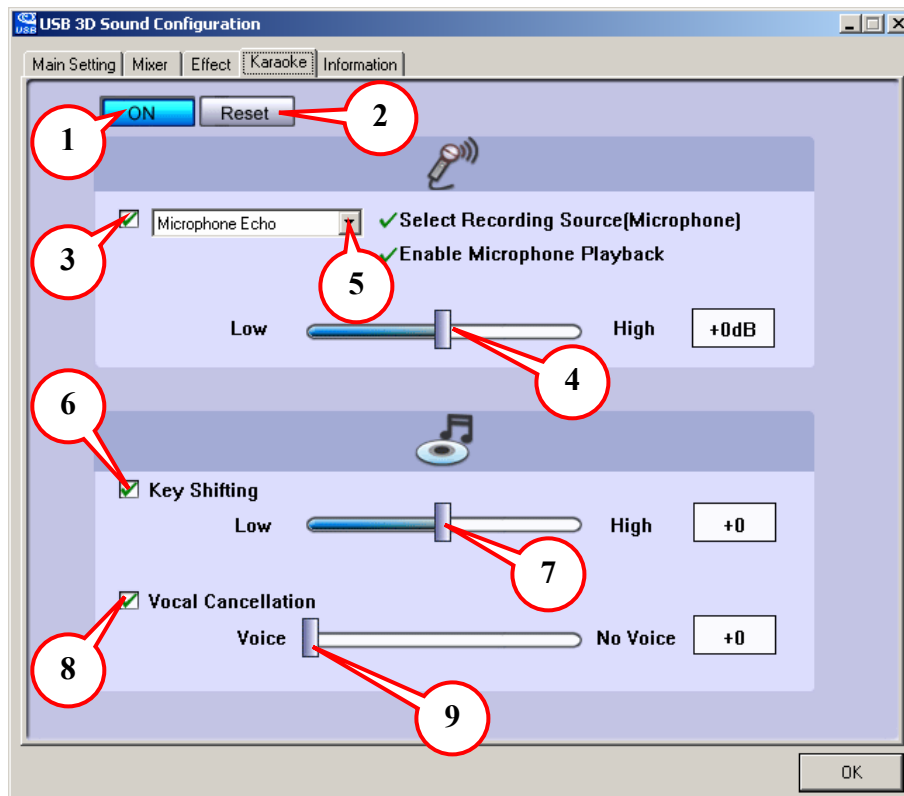 USB USB 3D Sound Configuration
Main Setting Mixer Effect Karaoke Information
ON Reset
1 2
Microphone Echo ✓Select Recording Source(Microphone)
3
✓Enable Microphone Playback
5
Low High +0dB
4
6
Key Shifting
Low High +0
7
Vocal Cancellation
Voice No Voice +0
8
9
OK